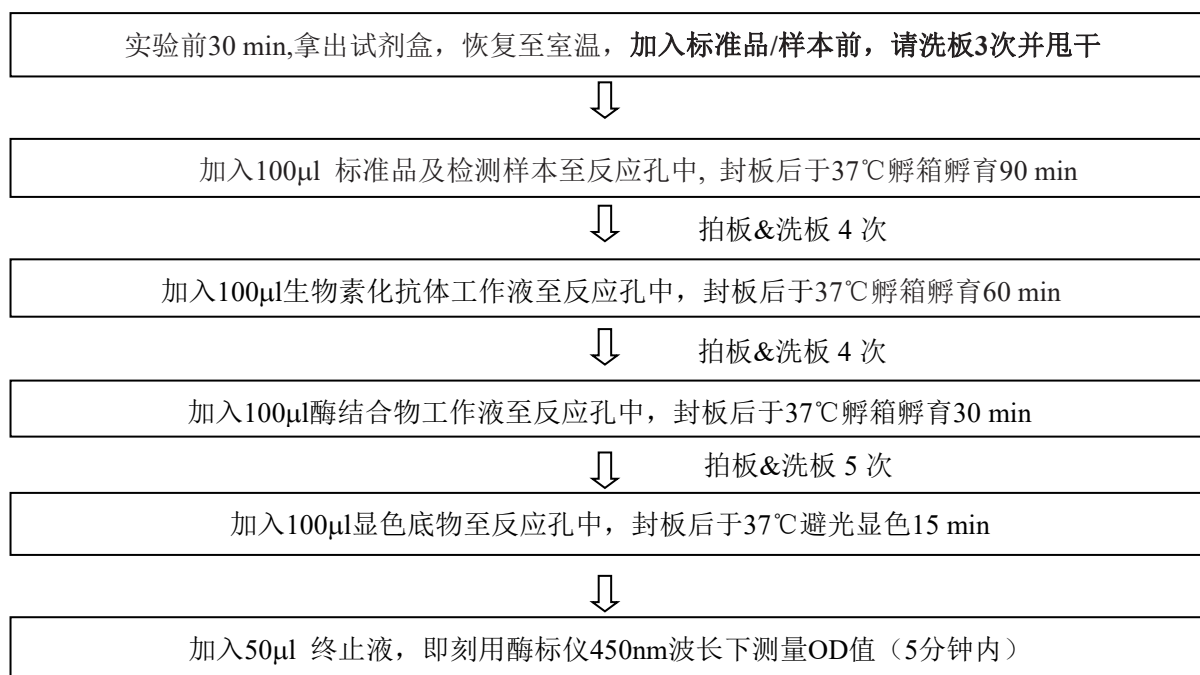 实验前30 min,拿出试剂盒，恢复至室温，加入标准品/样本前，请洗板3次并甩干
加入100μl 标准品及检测样本至反应孔中, 封板后于37℃孵箱孵育90 min
拍板&洗板 4 次
加入100μl生物素化抗体工作液至反应孔中，封板后于37℃孵箱孵育60 min
拍板&洗板 4 次
加入100μl酶结合物工作液至反应孔中，封板后于37℃孵箱孵育30 min
拍板&洗板 5 次
加入100μl显色底物至反应孔中，封板后于37℃避光显色15 min
加入50μl 终止液，即刻用酶标仪450nm波长下测量OD值（5分钟内）